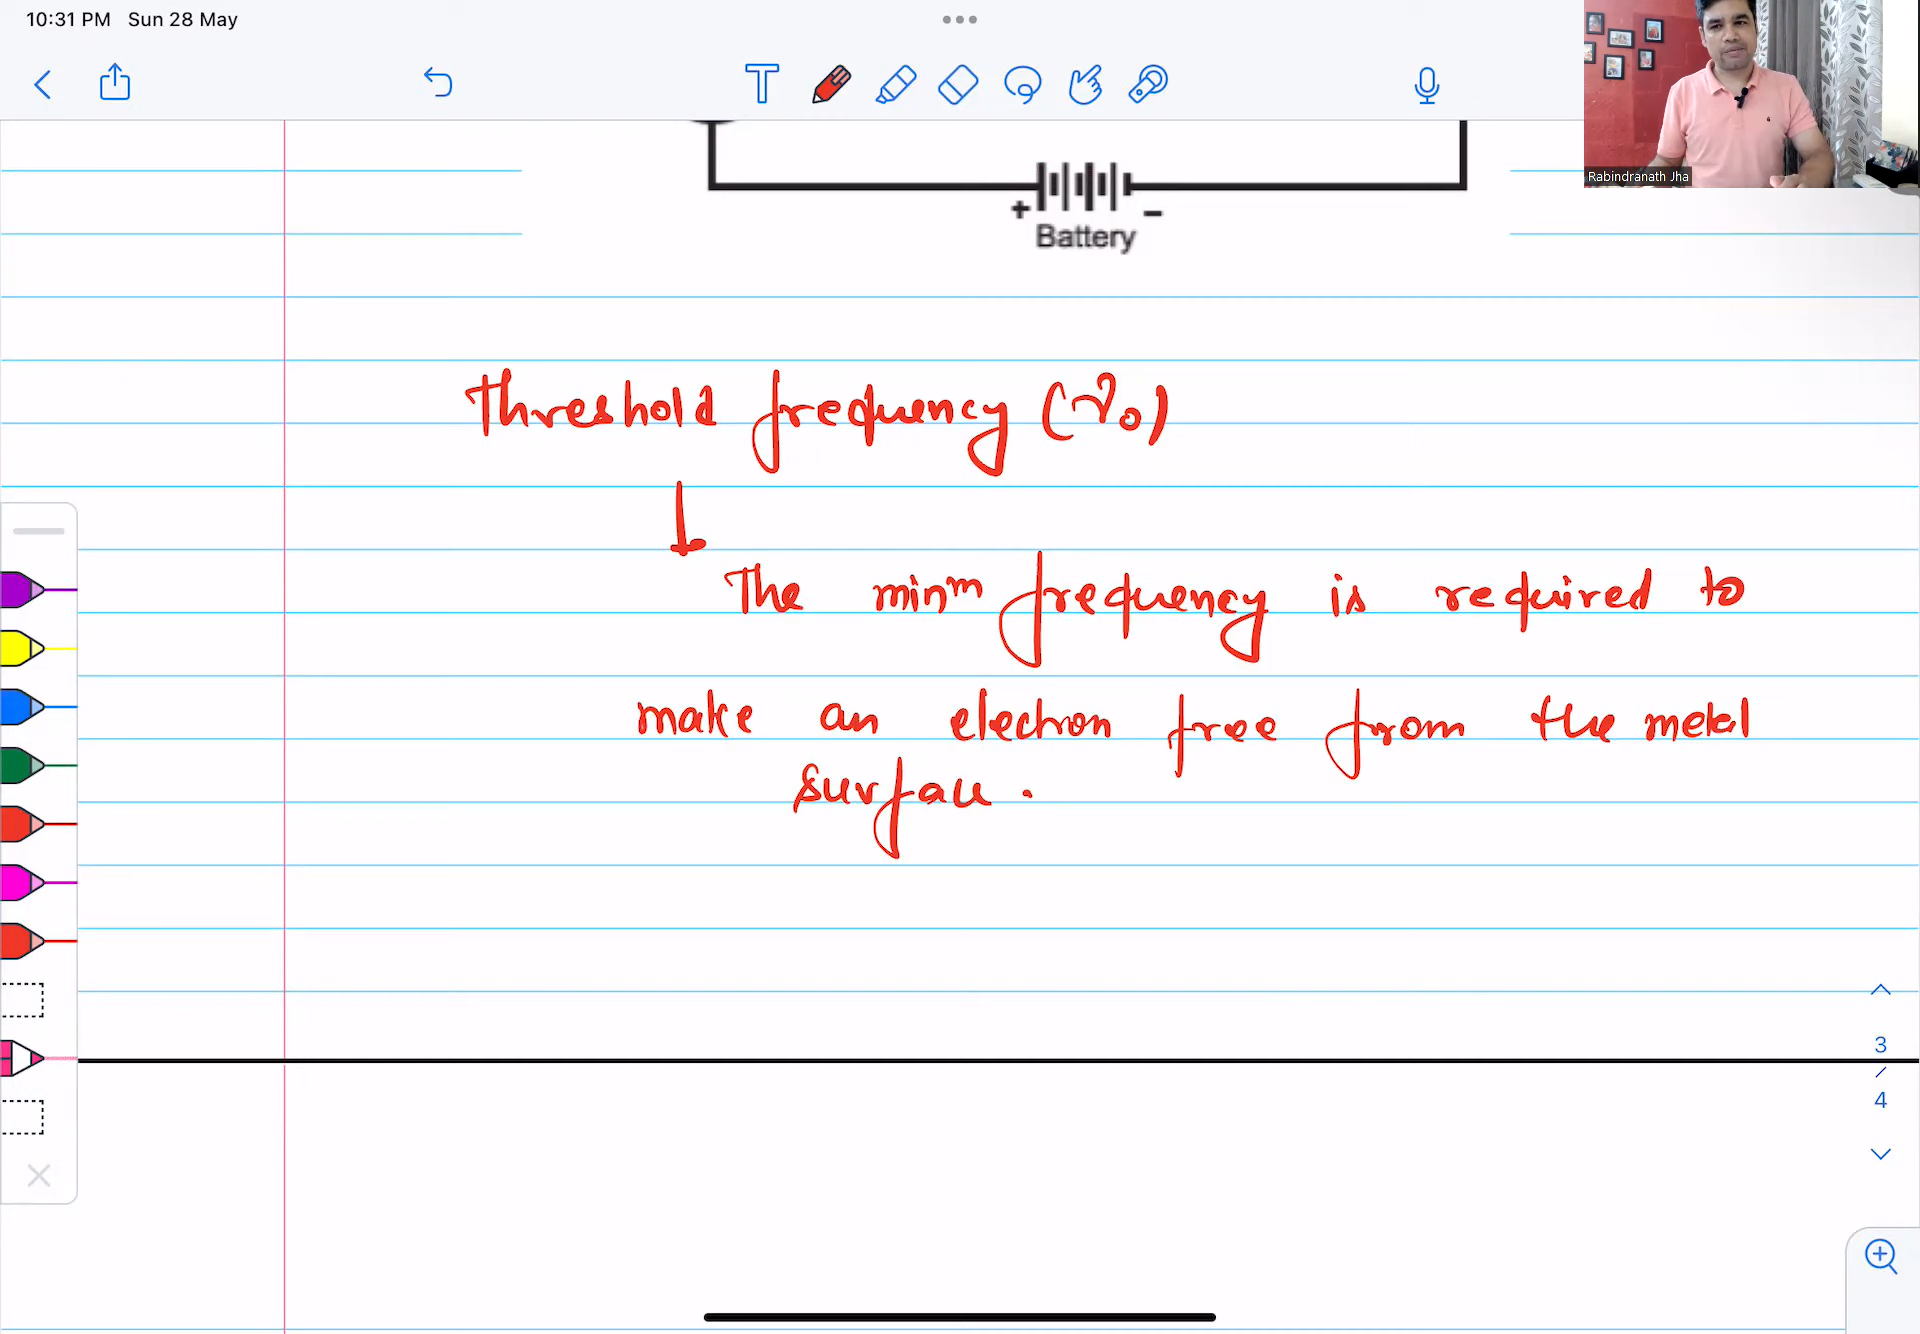 10:31 PM Sun 28 May
T
Rabindranath Jha
+ −
Battery
Threshold frequency (ν₀)
The minᵐ frequency is required to
make an electron free from the metal
surface.
3
/
4